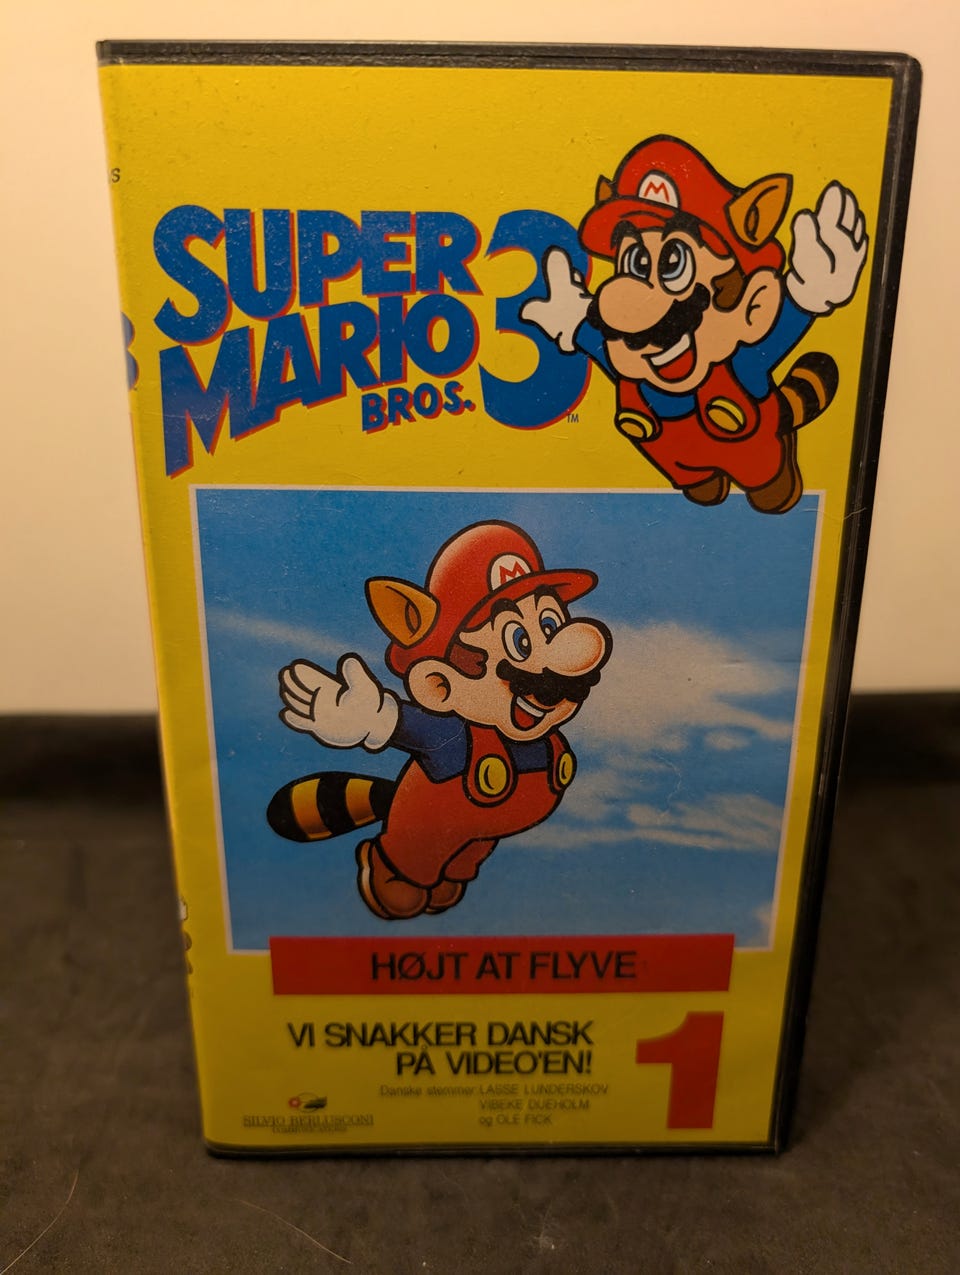 S
SUPER
MARIO
BROS. 3
TM
M
M
HØJT AT FLYVE
VI SNAKKER DANSK
PÅ VIDEO'EN!
1
Danske stemmer: LASSE LUNDERSKOV
VIBEKE DUEHOLM
og OLE FICK
SILVIO BERLUSCONI
COMMUNICATIONS